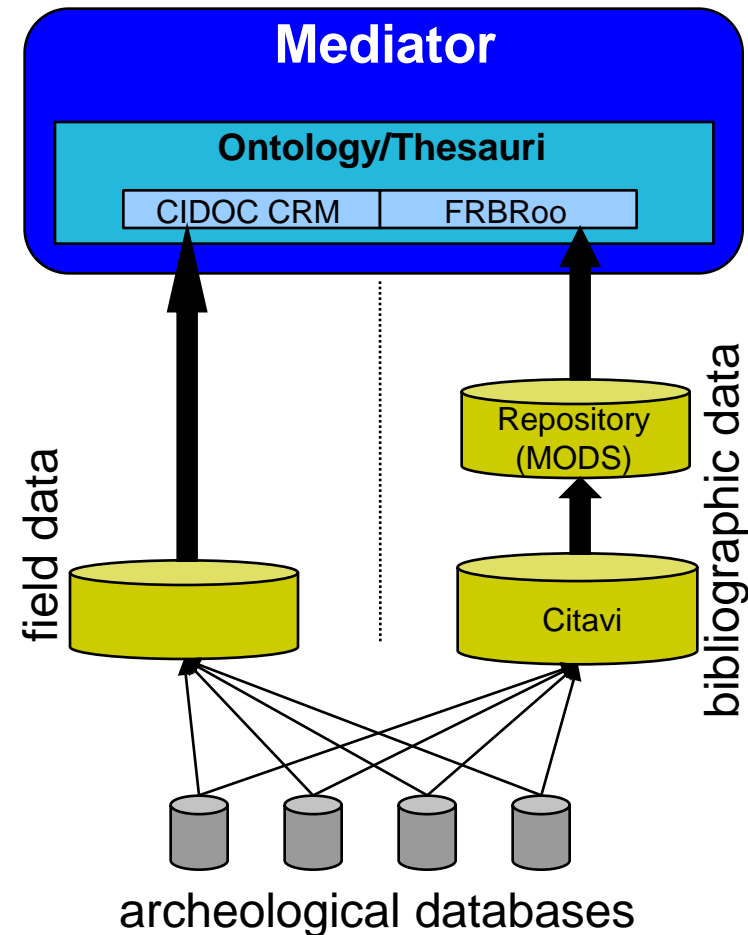 Mediator
Ontology/Thesauri
CIDOC CRM
FRBRoo
Repository
(MODS)
field data
bibliographic data
Citavi
archeological databases